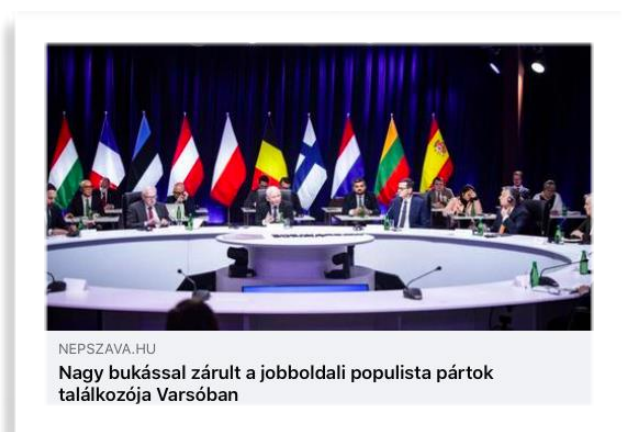 NEPSZAVA.HU
Nagy bukással zárult a jobboldali populista pártok
találkozója Varsóban